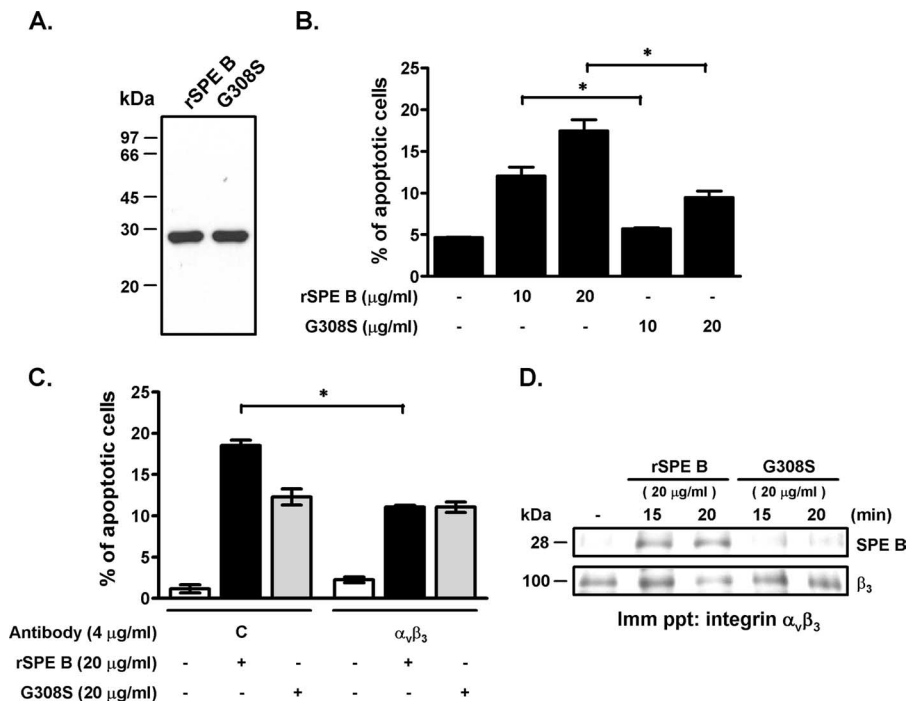 A.
kDa
rSPE B
G308S
97
66
45
30
20
B.
% of apoptotic cells
25
20
15
10
5
0
*
*
rSPE B (μg/ml) - 10 20 - -
G308S (μg/ml) - - - 10 20
C.
% of apoptotic cells
25
20
15
10
5
0
*
Antibody (4 μg/ml) C αvβ3
rSPE B (20 μg/ml) - + - - + -
G308S (20 μg/ml) - - + - - +
D.
rSPE B G308S
( 20 μg/ml ) ( 20 μg/ml )
kDa - 15 20 15 20 (min)
28 SPE B
100 β3
Imm ppt: integrin αvβ3